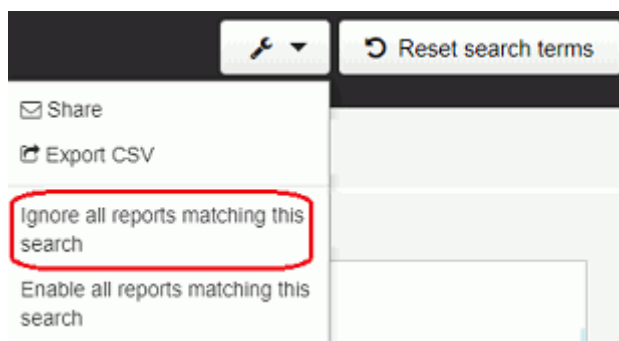 Reset search terms
Share
Export CSV
Ignore all reports matching this
search
Enable all reports matching this
search